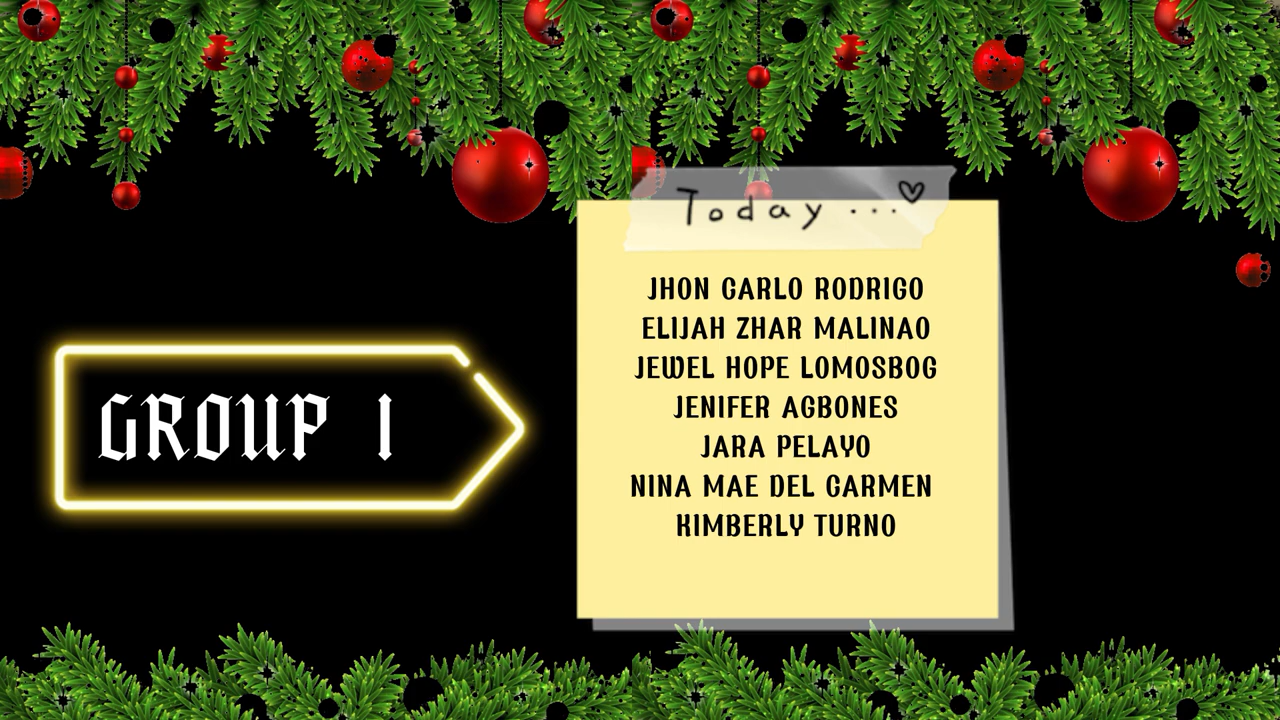 GROUP 1
Today ...♡
JHON CARLO RODRIGO
ELIJAH ZHAR MALINAO
JEWEL HOPE LOMOSBOG
JENIFER AGBONES
JARA PELAYO
NINA MAE DEL CARMEN
KIMBERLY TURNO